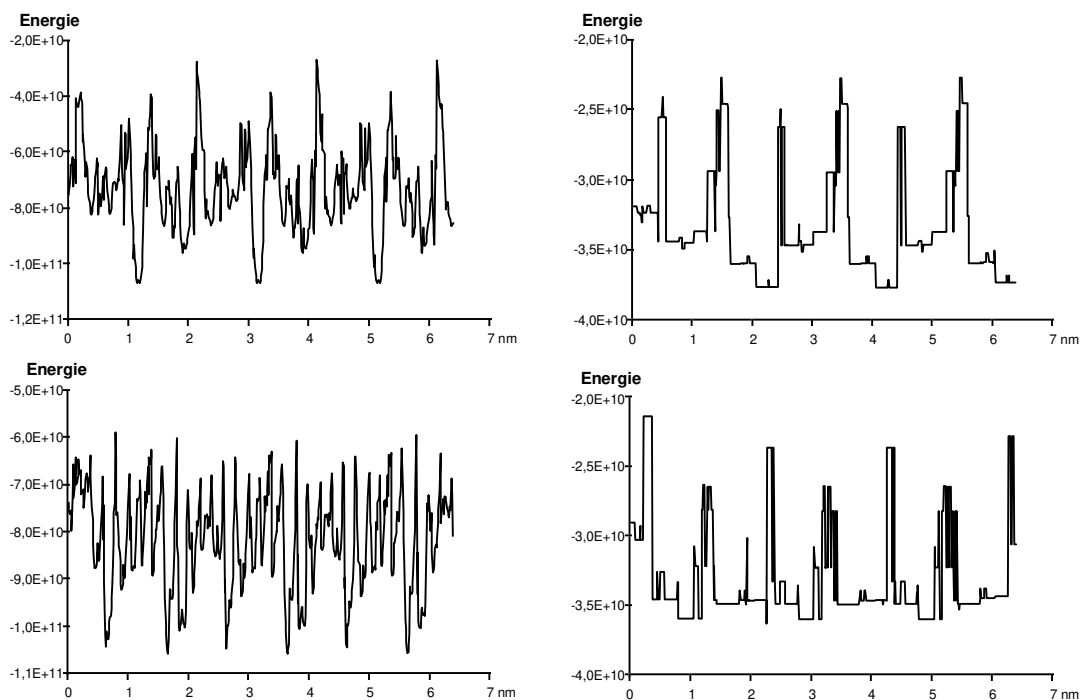 Energie
-2,0E+10
-4,0E+10
-6,0E+10
-8,0E+10
-1,0E+11
-1,2E+11
0 1 2 3 4 5 6 7 nm
Energie
-2,0E+10
-2,5E+10
-3,0E+10
-3,5E+10
-4,0E+10
0 1 2 3 4 5 6 7 nm
Energie
-5,0E+10
-6,0E+10
-7,0E+10
-8,0E+10
-9,0E+10
-1,0E+11
-1,1E+11
0 1 2 3 4 5 6 7 nm
Energie
-2,0E+10
-2,5E+10
-3,0E+10
-3,5E+10
-4,0E+10
0 1 2 3 4 5 6 7 nm